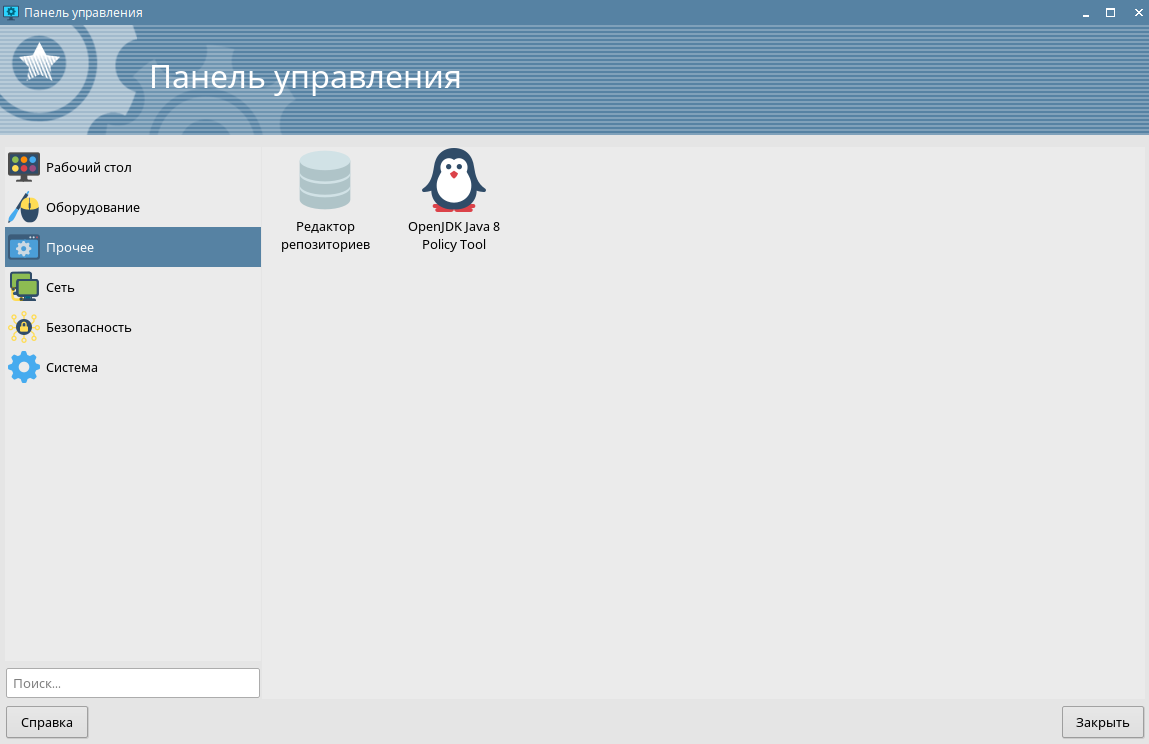 Панель управления
Панель управления
Рабочий стол
Оборудование
Прочее
Сеть
Безопасность
Система
Редактор
репозиториев
OpenJDK Java 8
Policy Tool
Поиск...
Справка
Закрыть